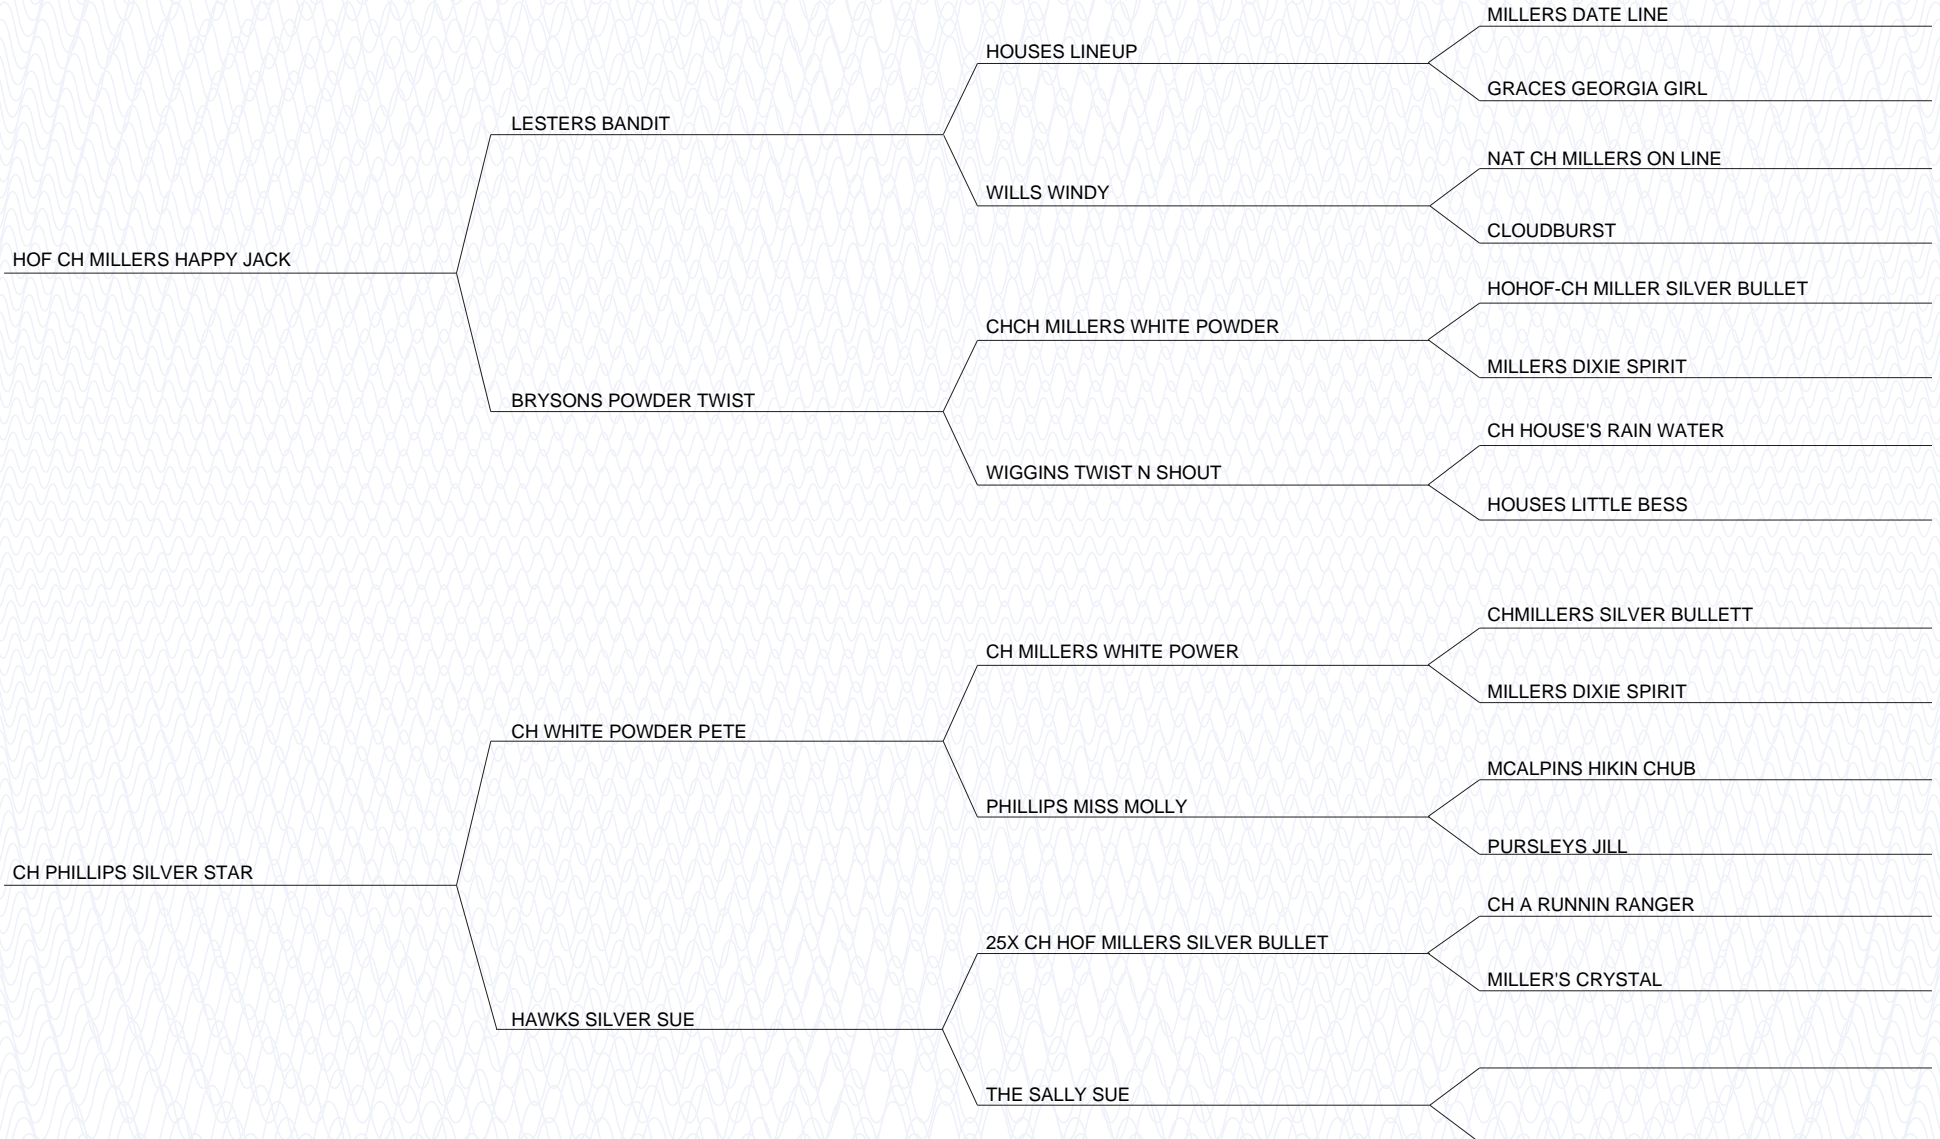 MILLERS DATE LINE
HOUSES LINEUP
GRACES GEORGIA GIRL
LESTERS BANDIT
NAT CH MILLERS ON LINE
WILLS WINDY
CLOUDBURST
HOF CH MILLERS HAPPY JACK
HOHOF-CH MILLER SILVER BULLET
CHCH MILLERS WHITE POWDER
MILLERS DIXIE SPIRIT
BRYSONS POWDER TWIST
CH HOUSE'S RAIN WATER
WIGGINS TWIST N SHOUT
HOUSES LITTLE BESS
CHMILLERS SILVER BULLETT
CH MILLERS WHITE POWER
MILLERS DIXIE SPIRIT
CH WHITE POWDER PETE
MCALPINS HIKIN CHUB
PHILLIPS MISS MOLLY
PURSLEYS JILL
CH PHILLIPS SILVER STAR
CH A RUNNIN RANGER
25X CH HOF MILLERS SILVER BULLET
MILLER'S CRYSTAL
HAWKS SILVER SUE
THE SALLY SUE